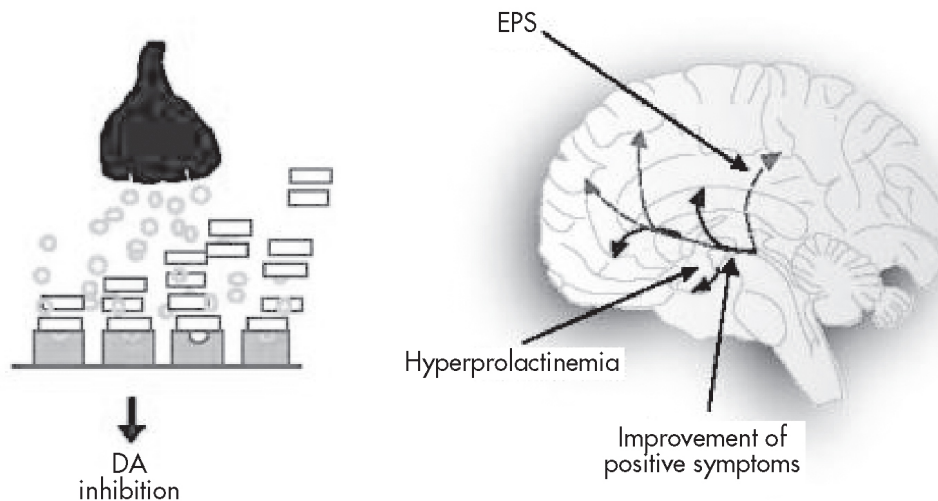 EPS
Hyperprolactinemia
Improvement of
positive symptoms
DA
inhibition